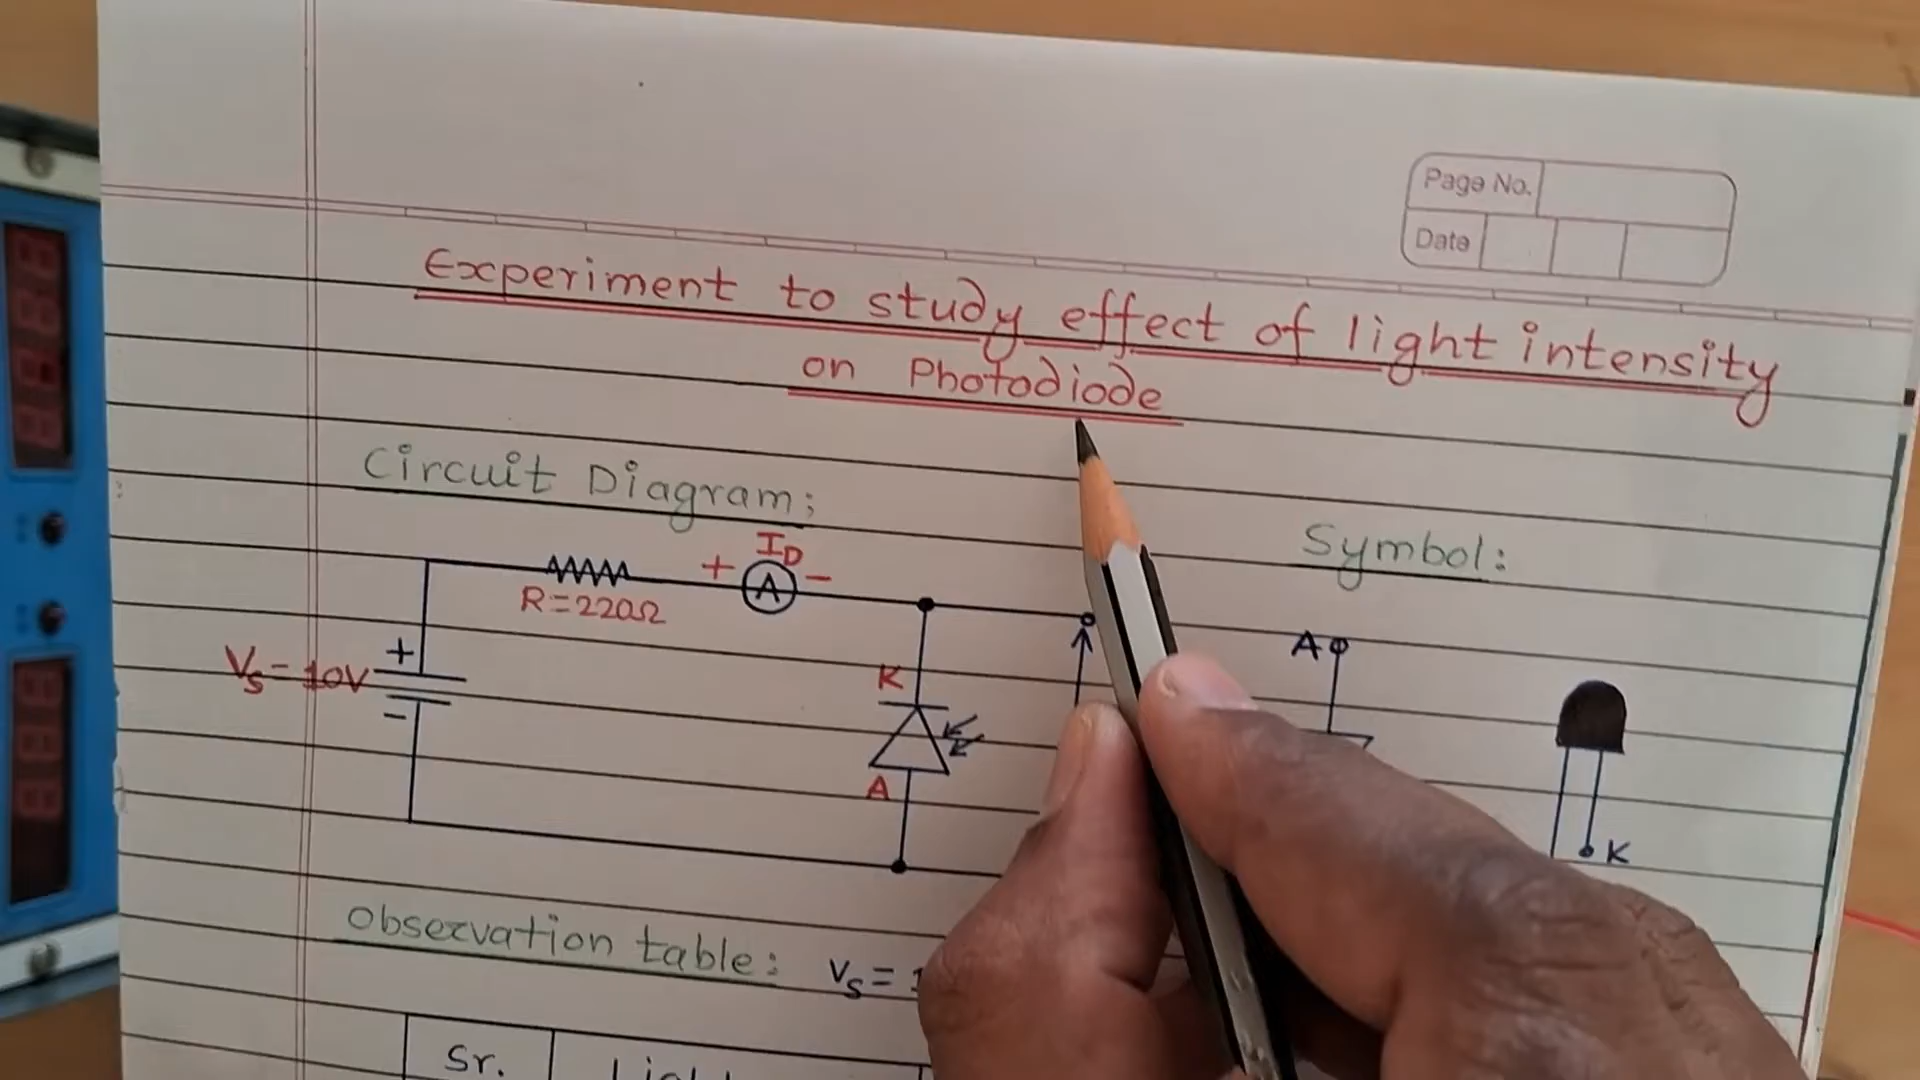 Page No.
Date
Experiment to study effect of light intensity
on Photodiode
Circuit Diagram:
Symbol:
+ I_D −
A
R=220Ω
A
+
Vs=10V
−
K
A
K
Observation table: Vs=
Sr.